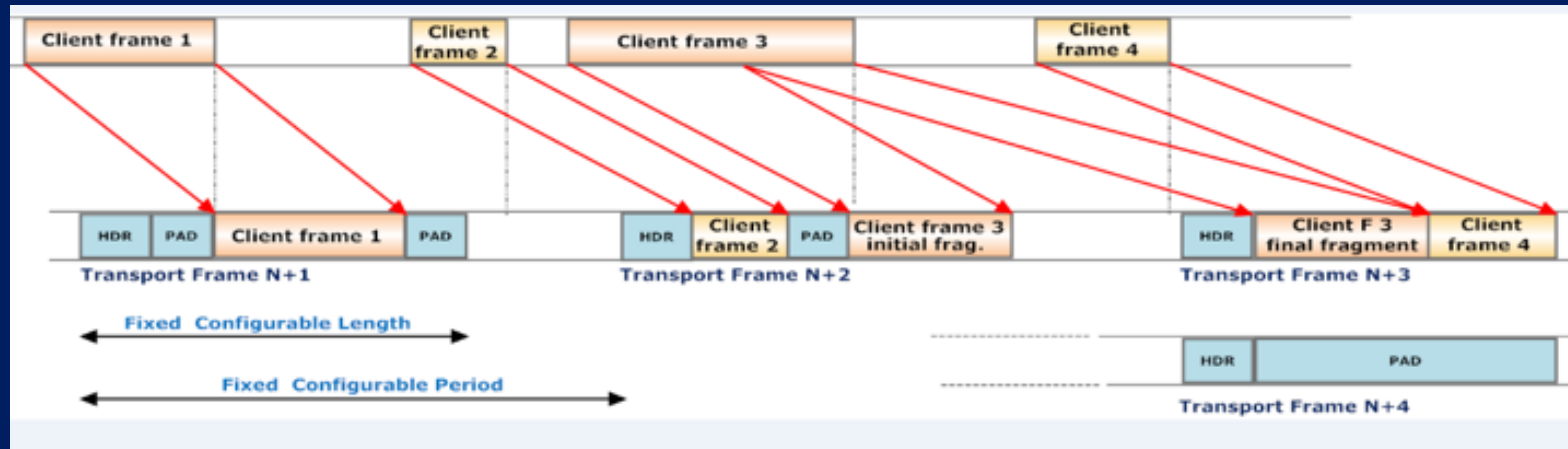 Client frame 1
Client
frame 2
Client frame 3
Client
frame 4
HDR
PAD
Client frame 1
PAD
HDR
Client
frame 2
PAD
Client frame 3
initial frag.
HDR
Client F 3
final fragment
Client
frame 4
Transport Frame N+1
Transport Frame N+2
Transport Frame N+3
Fixed Configurable Length
HDR
PAD
Fixed Configurable Period
Transport Frame N+4